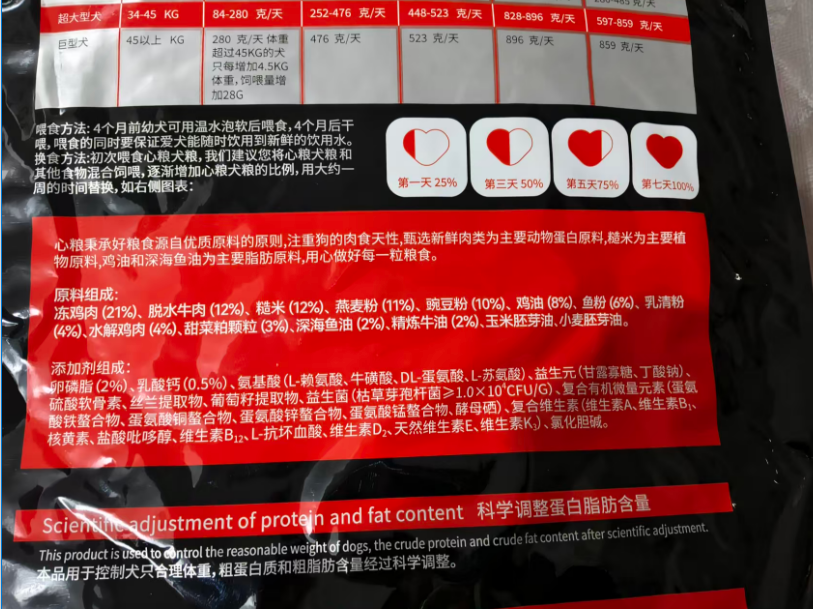 超大型犬 34-45 KG 84-280 克/天 252-476 克/天 448-523 克/天 828-896 克/天 597-859 克/天
巨型犬 45以上 KG 280 克/天 体重 476 克/天 523 克/天 896 克/天 859 克/天
超过45KG的犬
只每增加4.5KG
体重,饲喂量增
加28G
喂食方法: 4个月前幼犬可用温水泡软后喂食,4个月后干
喂,喂食的同时要保证爱犬能随时饮用到新鲜的饮用水。
换食方法:初次喂食心粮犬粮,我们建议您将心粮犬粮和
其他食物混合饲喂,逐渐增加心粮犬粮的比例,用大约一
周的时间替换,如右侧图表:
第一天 25% 第三天 50% 第五天75% 第七天100%
心粮秉承好粮食源自优质原料的原则,注重狗的肉食天性,甄选新鲜肉类为主要动物蛋白原料,糙米为主要植
物原料,鸡油和深海鱼油为主要脂肪原料,用心做好每一粒粮食。
原料组成:
冻鸡肉 (21%)、脱水牛肉 (12%)、糙米 (12%)、燕麦粉 (11%)、豌豆粉 (10%)、鸡油 (8%)、鱼粉 (6%)、乳清粉
(4%)、水解鸡肉 (4%)、甜菜粕颗粒 (3%)、深海鱼油 (2%)、精炼牛油 (2%)、玉米胚芽油、小麦胚芽油。
添加剂组成:
卵磷脂 (2%)、乳酸钙 (0.5%)、氨基酸 (L-赖氨酸、牛磺酸、DL-蛋氨酸、L-苏氨酸)、益生元 (甘露寡糖、丁酸钠)、
硫酸软骨素、丝兰提取物、葡萄籽提取物、益生菌 (枯草芽孢杆菌≥1.0×10⁴CFU/G)、复合有机微量元素 (蛋氨
酸铁螯合物、蛋氨酸铜螯合物、蛋氨酸锌螯合物、蛋氨酸锰螯合物、酵母硒)、复合维生素 (维生素A、维生素B₁、
核黄素、盐酸吡哆醇、维生素B₁₂、L-抗坏血酸、维生素D₂、天然维生素E、维生素K₃)、氯化胆碱。
Scientific adjustment of protein and fat content 科学调整蛋白脂肪含量
This product is used to control the reasonable weight of dogs, the crude protein and crude fat content after scientific adjustment.
本品用于控制犬只合理体重,粗蛋白质和粗脂肪含量经过科学调整。